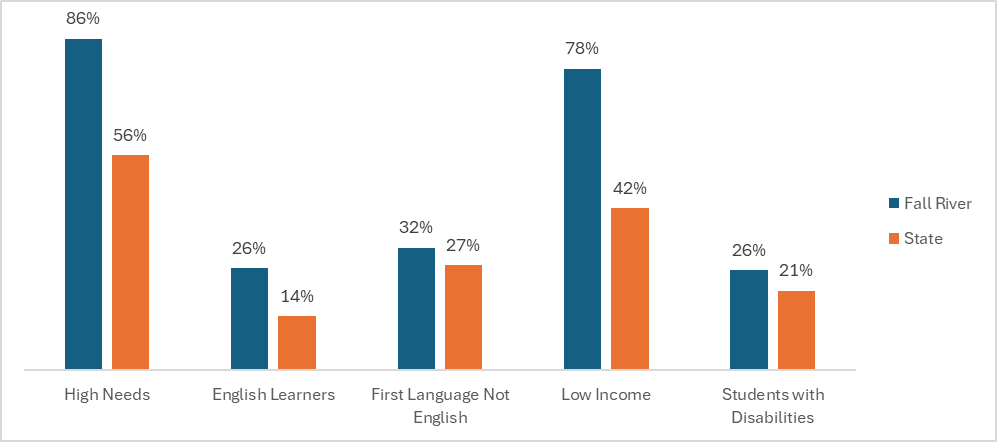 86%
56%
26%
14%
32%
27%
78%
42%
26%
21%
Fall River
State
High Needs
English Learners
First Language Not
English
Low Income
Students with
Disabilities